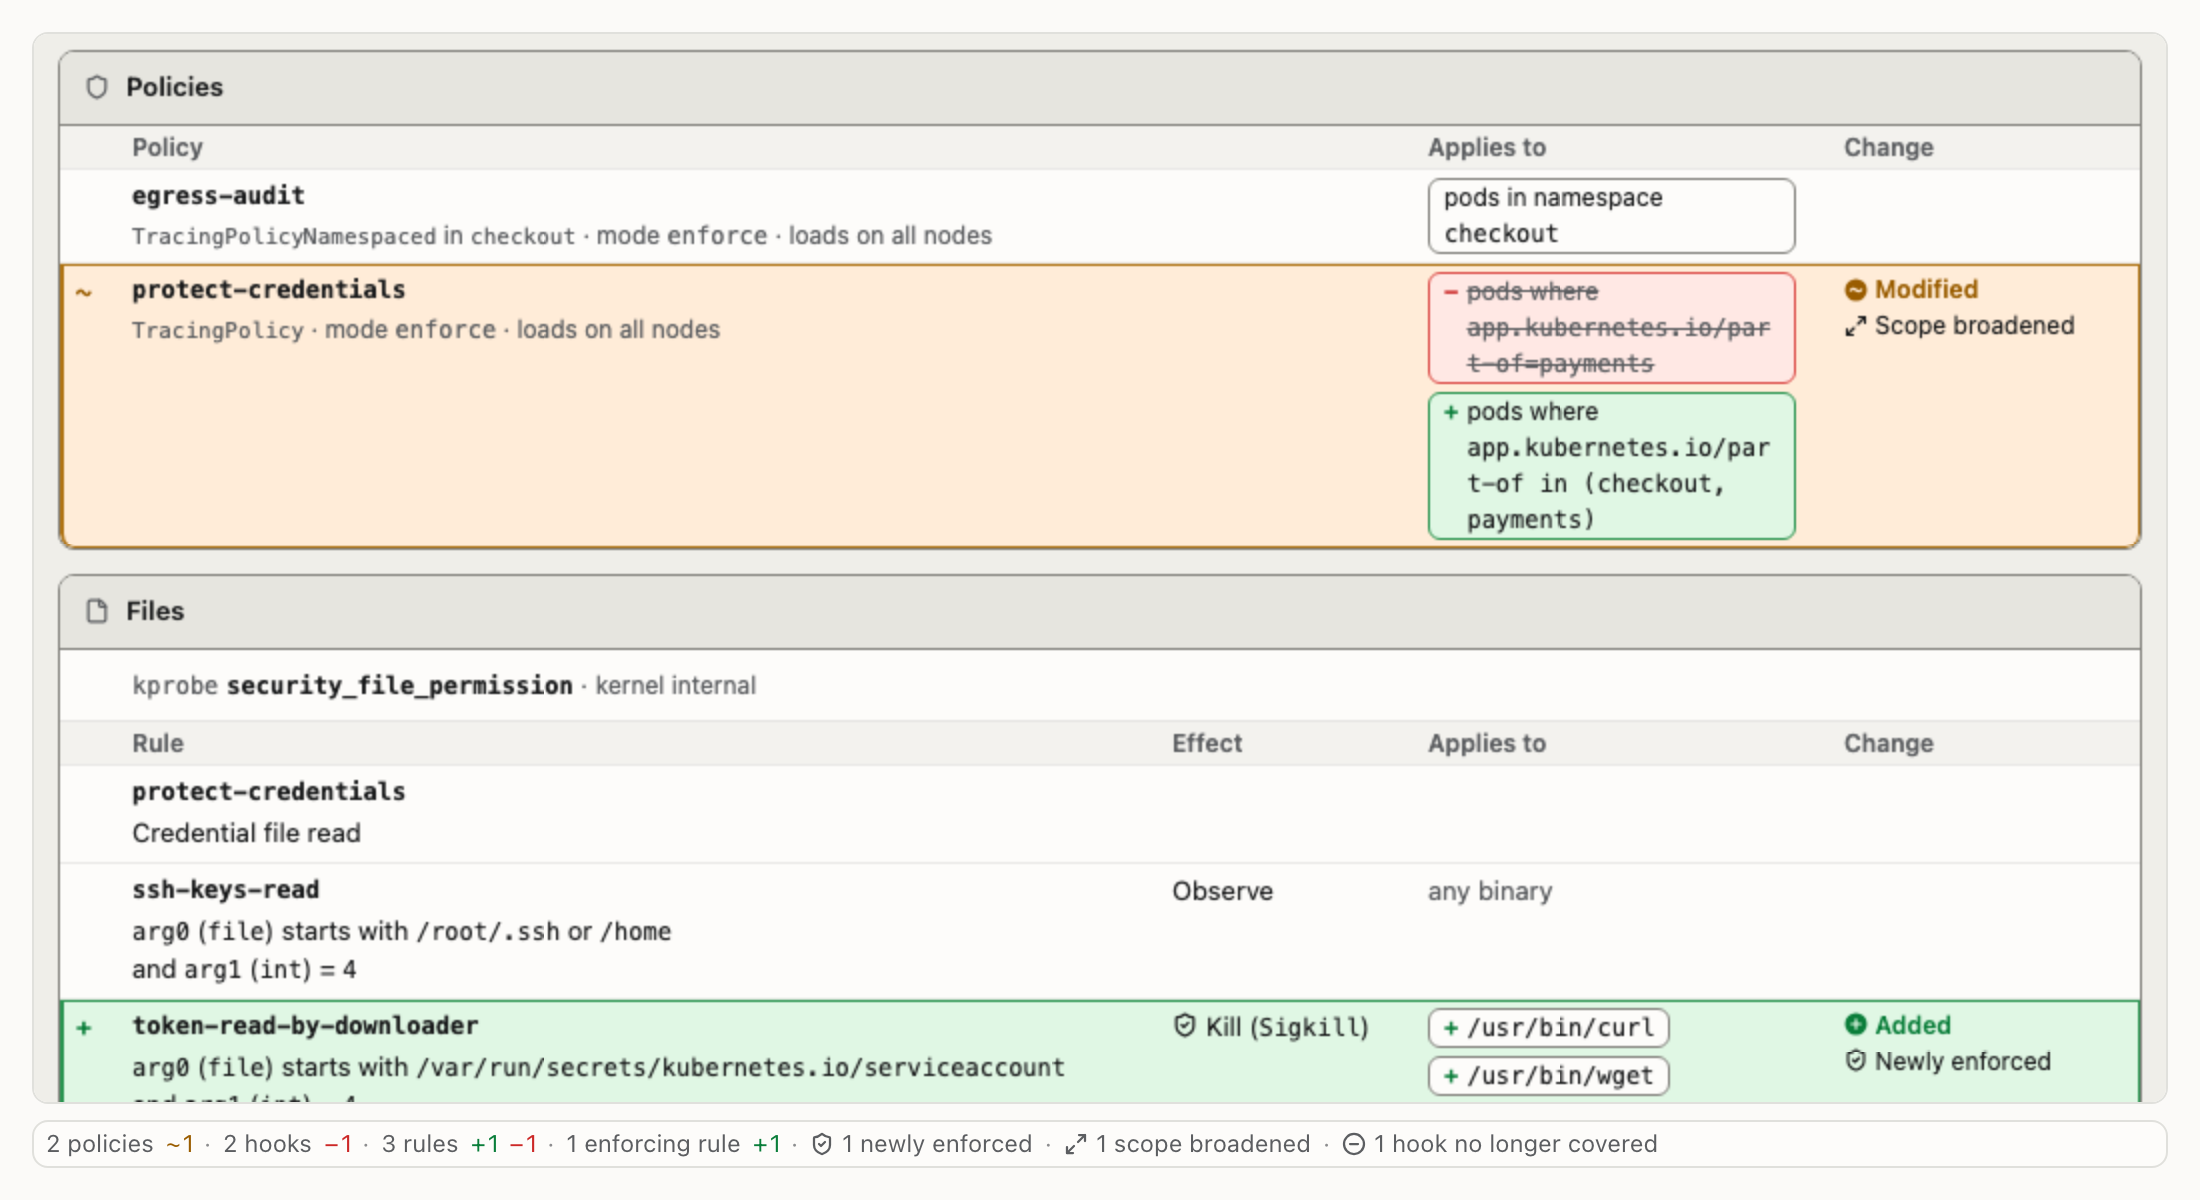 Policies
Policy Applies to Change
egress-audit
TracingPolicyNamespaced in checkout · mode enforce · loads on all nodes
pods in namespace
checkout
~ protect-credentials
TracingPolicy · mode enforce · loads on all nodes
− pods where
app.kubernetes.io/par
t-of=payments
+ pods where
app.kubernetes.io/par
t-of in (checkout,
payments)
Modified
Scope broadened
Files
kprobe security_file_permission · kernel internal
Rule Effect Applies to Change
protect-credentials
Credential file read
ssh-keys-read Observe any binary
arg0 (file) starts with /root/.ssh or /home
and arg1 (int) = 4
+ token-read-by-downloader Kill (Sigkill) + /usr/bin/curl Added
arg0 (file) starts with /var/run/secrets/kubernetes.io/serviceaccount + /usr/bin/wget Newly enforced
and arg1 (int) = 4
2 policies ~1 · 2 hooks −1 · 3 rules +1 −1 · 1 enforcing rule +1 · 1 newly enforced · 1 scope broadened · 1 hook no longer covered